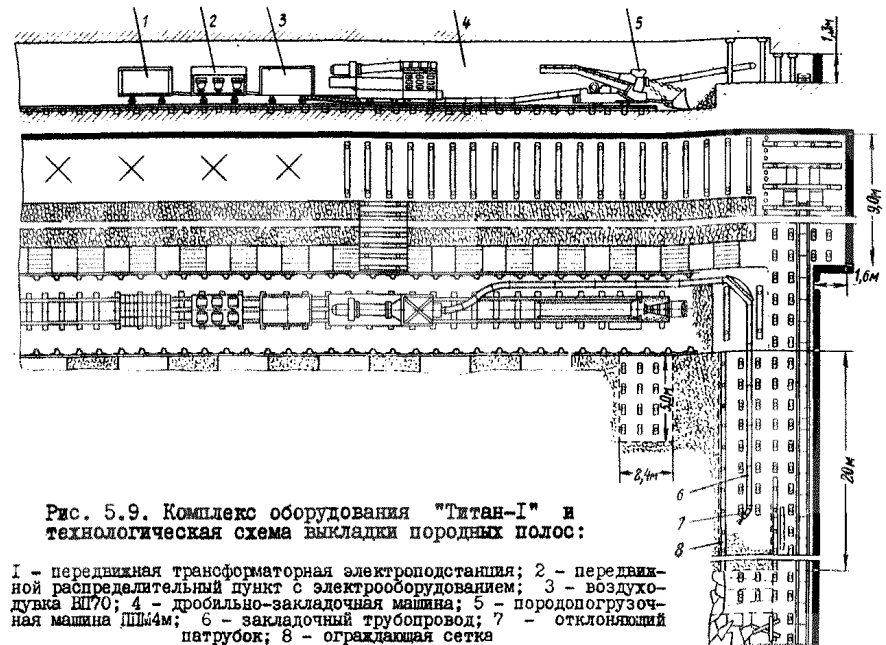 1 2 3 4 5
1,3м
9,0м
1,6м
5,0м
8,4м
20м
6
7
8
Рис. 5.9. Комплекс оборудования "Титан-I" и
технологическая схема выкладки породных полос:
I - передвижная трансформаторная электроподстанция; 2 - передвиж-
ной распределительный пункт с электрооборудованием; 3 - воздухо-
дувка ВП70; 4 - дробильно-закладочная машина; 5 - породопогрузоч-
ная машина ППМ4м; 6 - закладочный трубопровод; 7 - отклоняющий
патрубок; 8 - ограждающая сетка